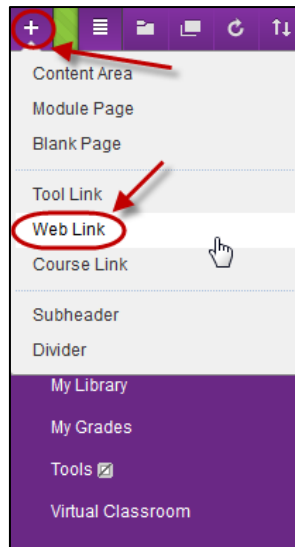 Content Area
Module Page
Blank Page
Tool Link
Web Link
Course Link
Subheader
Divider
My Library
My Grades
Tools
Virtual Classroom